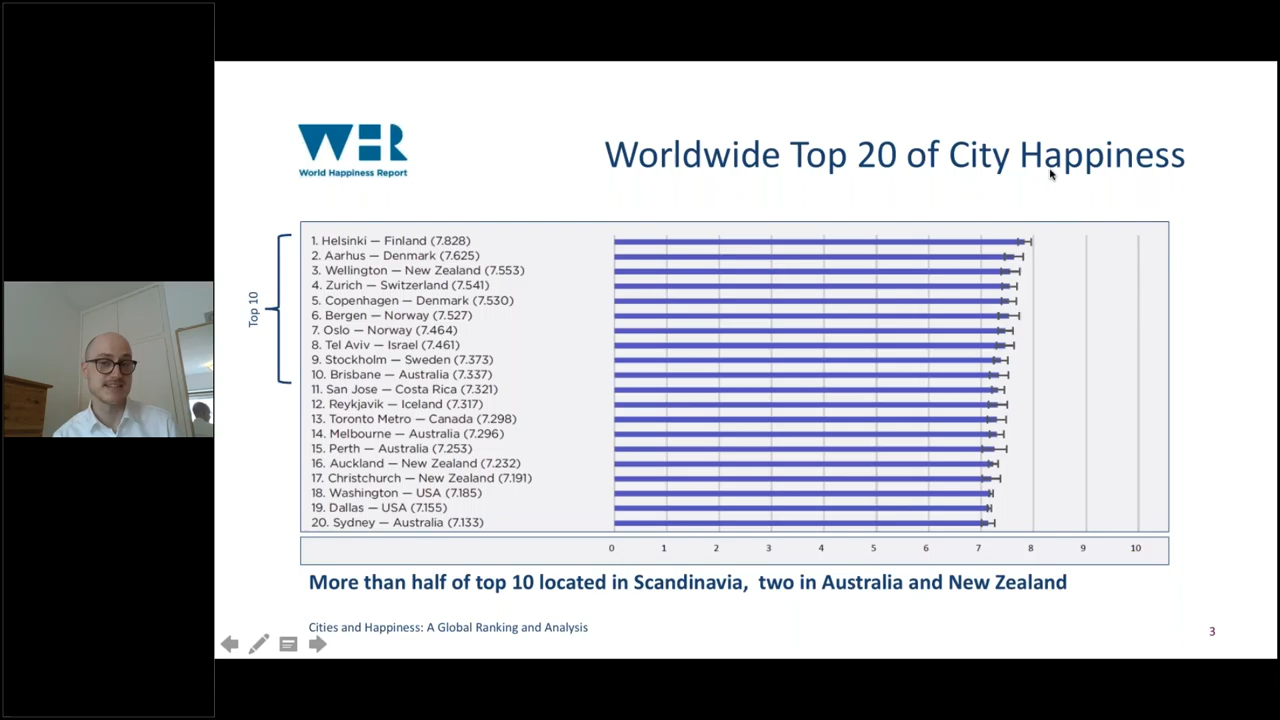 WHR
World Happiness Report
Worldwide Top 20 of City Happiness
Top 10
1. Helsinki — Finland (7.828)
2. Aarhus — Denmark (7.625)
3. Wellington — New Zealand (7.553)
4. Zurich — Switzerland (7.541)
5. Copenhagen — Denmark (7.530)
6. Bergen — Norway (7.527)
7. Oslo — Norway (7.464)
8. Tel Aviv — Israel (7.461)
9. Stockholm — Sweden (7.373)
10. Brisbane — Australia (7.337)
11. San Jose — Costa Rica (7.321)
12. Reykjavik — Iceland (7.317)
13. Toronto Metro — Canada (7.298)
14. Melbourne — Australia (7.296)
15. Perth — Australia (7.253)
16. Auckland — New Zealand (7.232)
17. Christchurch — New Zealand (7.191)
18. Washington — USA (7.185)
19. Dallas — USA (7.155)
20. Sydney — Australia (7.133)
0 1 2 3 4 5 6 7 8 9 10
More than half of top 10 located in Scandinavia, two in Australia and New Zealand
Cities and Happiness: A Global Ranking and Analysis
3